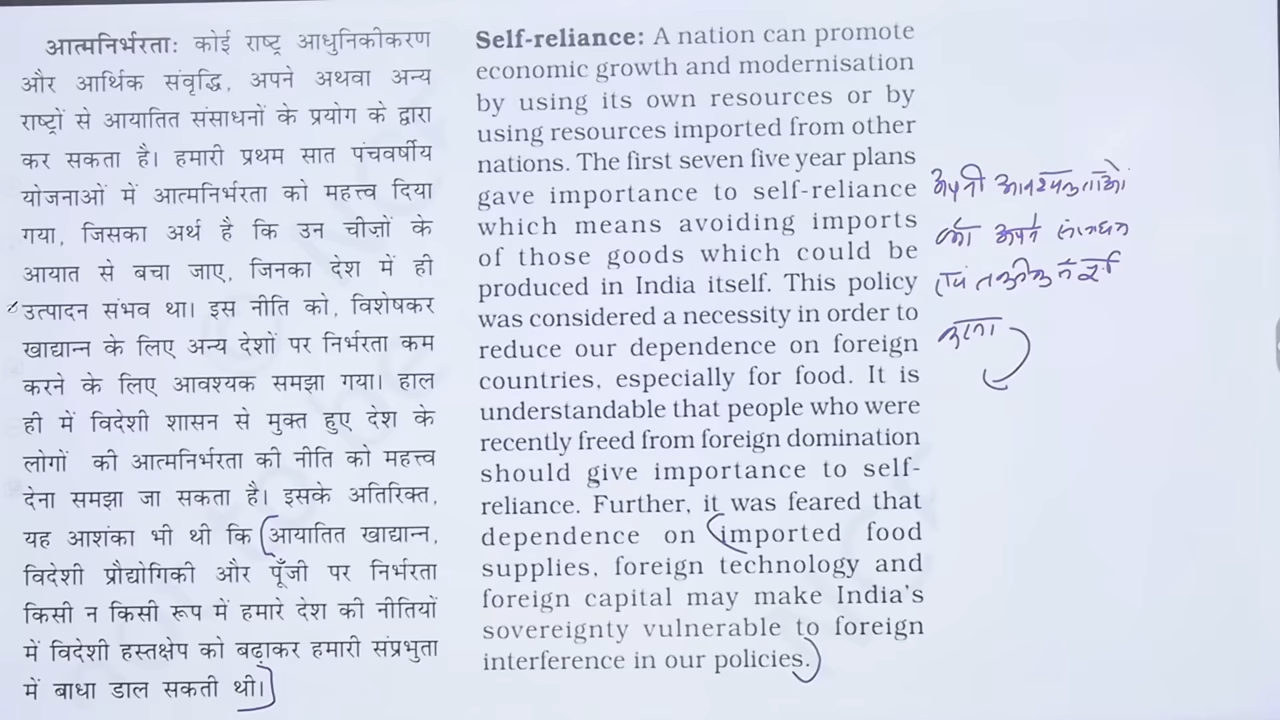 आत्मनिर्भरता: कोई राष्ट्र आधुनिकीकरण
और आर्थिक संवृद्धि, अपने अथवा अन्य
राष्ट्रों से आयातित संसाधनों के प्रयोग के द्वारा
कर सकता है। हमारी प्रथम सात पंचवर्षीय
योजनाओं में आत्मनिर्भरता को महत्त्व दिया
गया, जिसका अर्थ है कि उन चीज़ों के
आयात से बचा जाए, जिनका देश में ही
उत्पादन संभव था। इस नीति को, विशेषकर
खाद्यान्न के लिए अन्य देशों पर निर्भरता कम
करने के लिए आवश्यक समझा गया। हाल
ही में विदेशी शासन से मुक्त हुए देश के
लोगों की आत्मनिर्भरता की नीति को महत्त्व
देना समझा जा सकता है। इसके अतिरिक्त,
यह आशंका भी थी कि आयातित खाद्यान्न,
विदेशी प्रौद्योगिकी और पूँजी पर निर्भरता
किसी न किसी रूप में हमारे देश की नीतियों
में विदेशी हस्तक्षेप को बढ़ाकर हमारी संप्रभुता
में बाधा डाल सकती थी।
Self-reliance: A nation can promote
economic growth and modernisation
by using its own resources or by
using resources imported from other
nations. The first seven five year plans
gave importance to self-reliance
which means avoiding imports
of those goods which could be
produced in India itself. This policy
was considered a necessity in order to
reduce our dependence on foreign
countries, especially for food. It is
understandable that people who were
recently freed from foreign domination
should give importance to self-
reliance. Further, it was feared that
dependence on imported food
supplies, foreign technology and
foreign capital may make India's
sovereignty vulnerable to foreign
interference in our policies.
अपनी आवश्यकताओं
को अपने संसाधन
एवं तकनीक से पूर्ण
करना